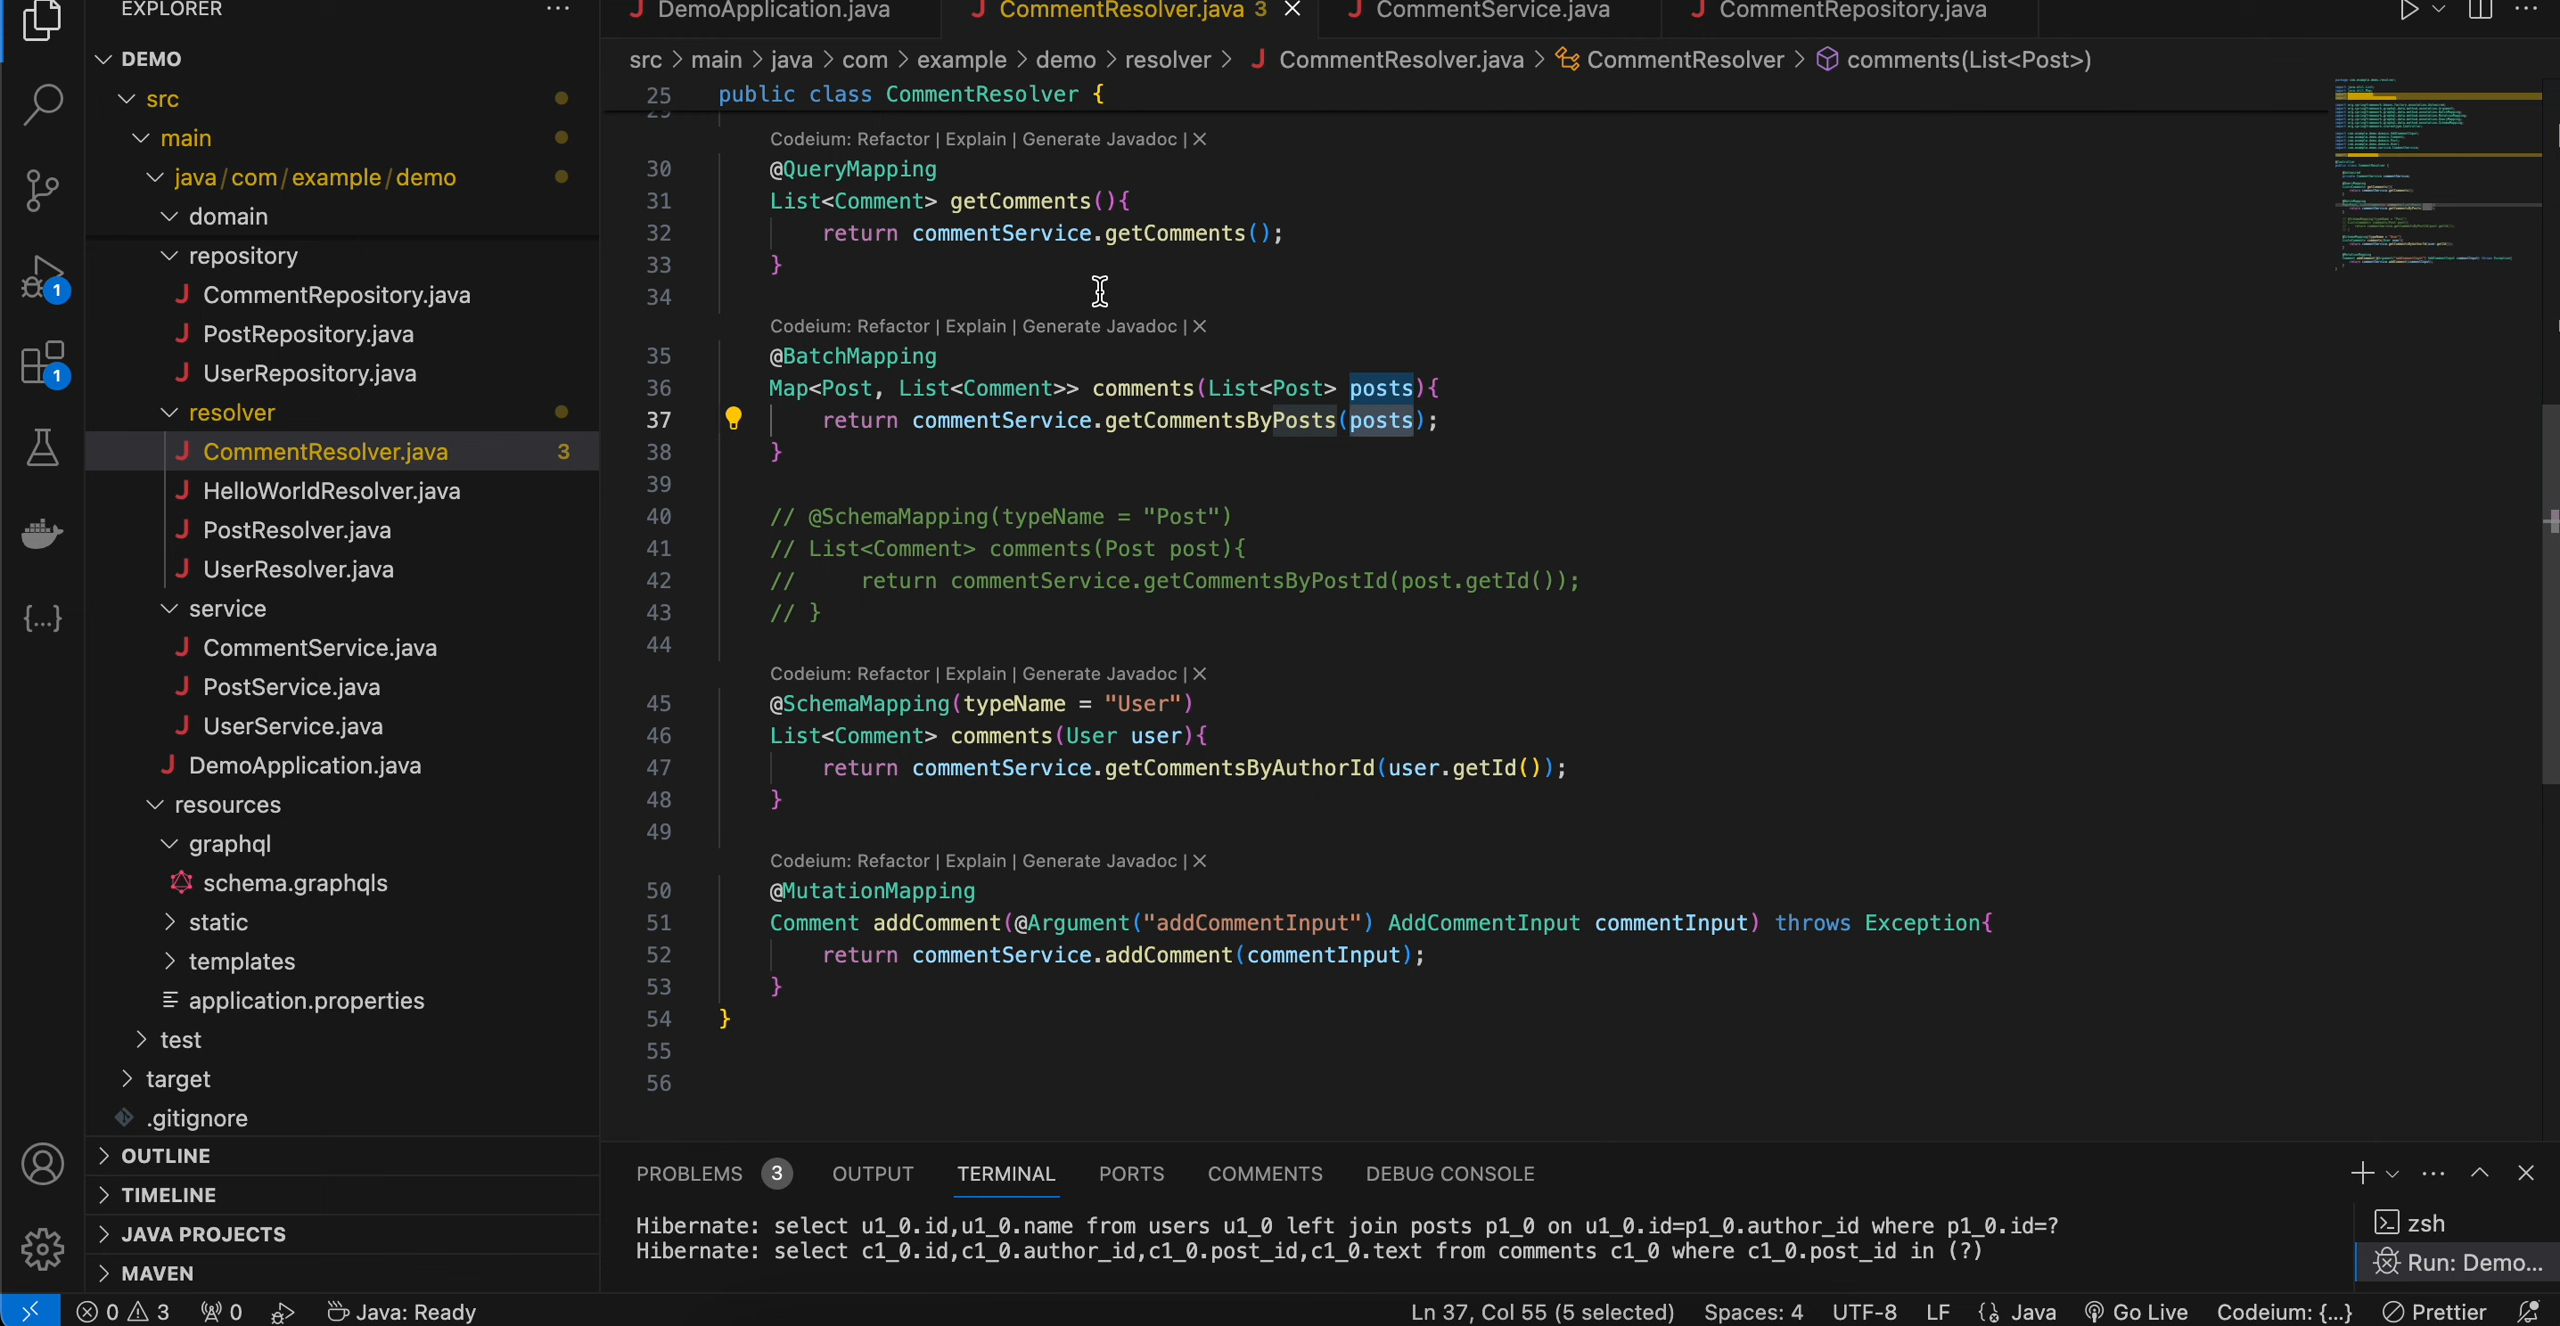 EXPLORER
DEMO
src
main
java/com/example/demo
domain
repository
CommentRepository.java
PostRepository.java
UserRepository.java
resolver
CommentResolver.java 3
HelloWorldResolver.java
PostResolver.java
UserResolver.java
service
CommentService.java
PostService.java
UserService.java
DemoApplication.java
resources
graphql
schema.graphqls
static
templates
application.properties
test
target
.gitignore
OUTLINE
TIMELINE
JAVA PROJECTS
MAVEN
1
1
DemoApplication.java CommentResolver.java 3 CommentService.java CommentRepository.java
src > main > java > com > example > demo > resolver > CommentResolver.java > CommentResolver > comments(List<Post>)
25 public class CommentResolver {
Codeium: Refactor | Explain | Generate Javadoc | ×
30 @QueryMapping
31 List<Comment> getComments(){
32 return commentService.getComments();
33 }
34
Codeium: Refactor | Explain | Generate Javadoc | ×
35 @BatchMapping
36 Map<Post, List<Comment>> comments(List<Post> posts){
37 return commentService.getCommentsByPosts(posts);
38 }
39
40 // @SchemaMapping(typeName = "Post")
41 // List<Comment> comments(Post post){
42 // return commentService.getCommentsByPostId(post.getId());
43 // }
44
Codeium: Refactor | Explain | Generate Javadoc | ×
45 @SchemaMapping(typeName = "User")
46 List<Comment> comments(User user){
47 return commentService.getCommentsByAuthorId(user.getId());
48 }
49
Codeium: Refactor | Explain | Generate Javadoc | ×
50 @MutationMapping
51 Comment addComment(@Argument("addCommentInput") AddCommentInput commentInput) throws Exception{
52 return commentService.addComment(commentInput);
53 }
54 }
55
56
PROBLEMS 3 OUTPUT TERMINAL PORTS COMMENTS DEBUG CONSOLE
Hibernate: select u1_0.id,u1_0.name from users u1_0 left join posts p1_0 on u1_0.id=p1_0.author_id where p1_0.id=?
Hibernate: select c1_0.id,c1_0.author_id,c1_0.post_id,c1_0.text from comments c1_0 where c1_0.post_id in (?)
zsh
Run: Demo...
0 3 0 Java: Ready Ln 37, Col 55 (5 selected) Spaces: 4 UTF-8 LF Java Go Live Codeium: {...} Prettier